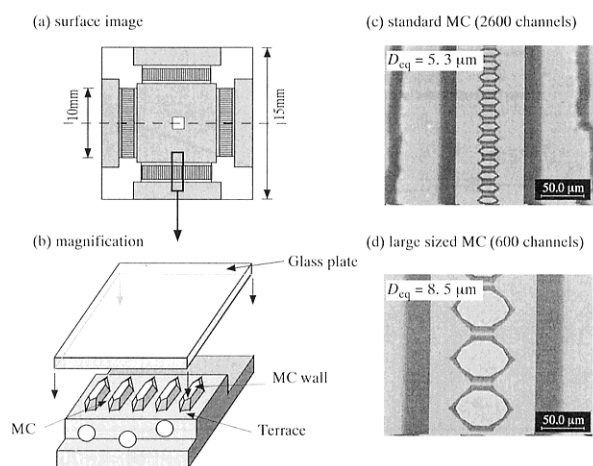 (a) surface image
10mm
15mm
(b) magnification
Glass plate
MC wall
MC
Terrace
(c) standard MC (2600 channels)
Deq = 5.3 μm
50.0 μm
(d) large sized MC (600 channels)
Deq = 8.5 μm
50.0 μm